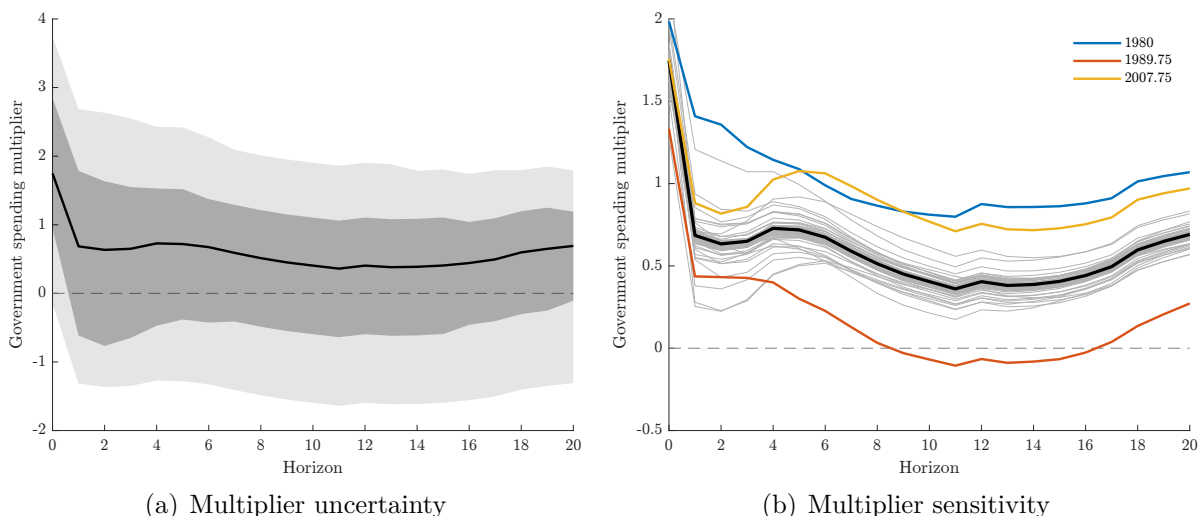 4
3
2
1
0
-1
-2
Government spending multiplier
0 2 4 6 8 10 12 14 16 18 20
Horizon
(a) Multiplier uncertainty
2
1.5
1
0.5
0
-0.5
Government spending multiplier
1980
1989.75
2007.75
0 2 4 6 8 10 12 14 16 18 20
Horizon
(b) Multiplier sensitivity